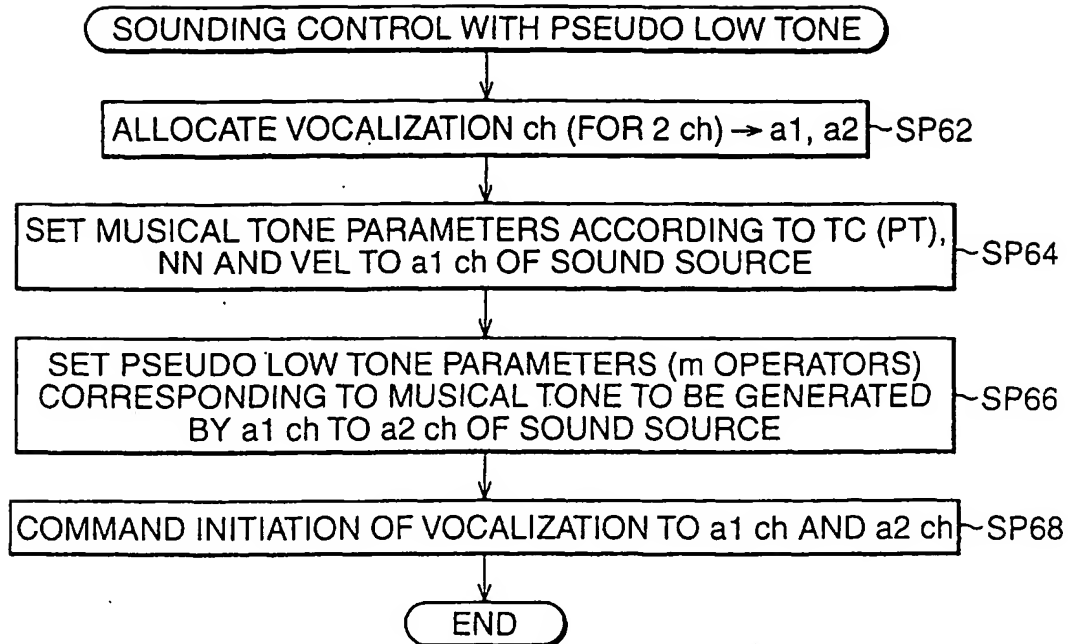 SOUNDING CONTROL WITH PSEUDO LOW TONE
ALLOCATE VOCALIZATION ch (FOR 2 ch) → a1, a2 ~SP62
SET MUSICAL TONE PARAMETERS ACCORDING TO TC (PT),
NN AND VEL TO a1 ch OF SOUND SOURCE
~SP64
SET PSEUDO LOW TONE PARAMETERS (m OPERATORS)
CORRESPONDING TO MUSICAL TONE TO BE GENERATED
BY a1 ch TO a2 ch OF SOUND SOURCE
~SP66
COMMAND INITIATION OF VOCALIZATION TO a1 ch AND a2 ch ~SP68
END